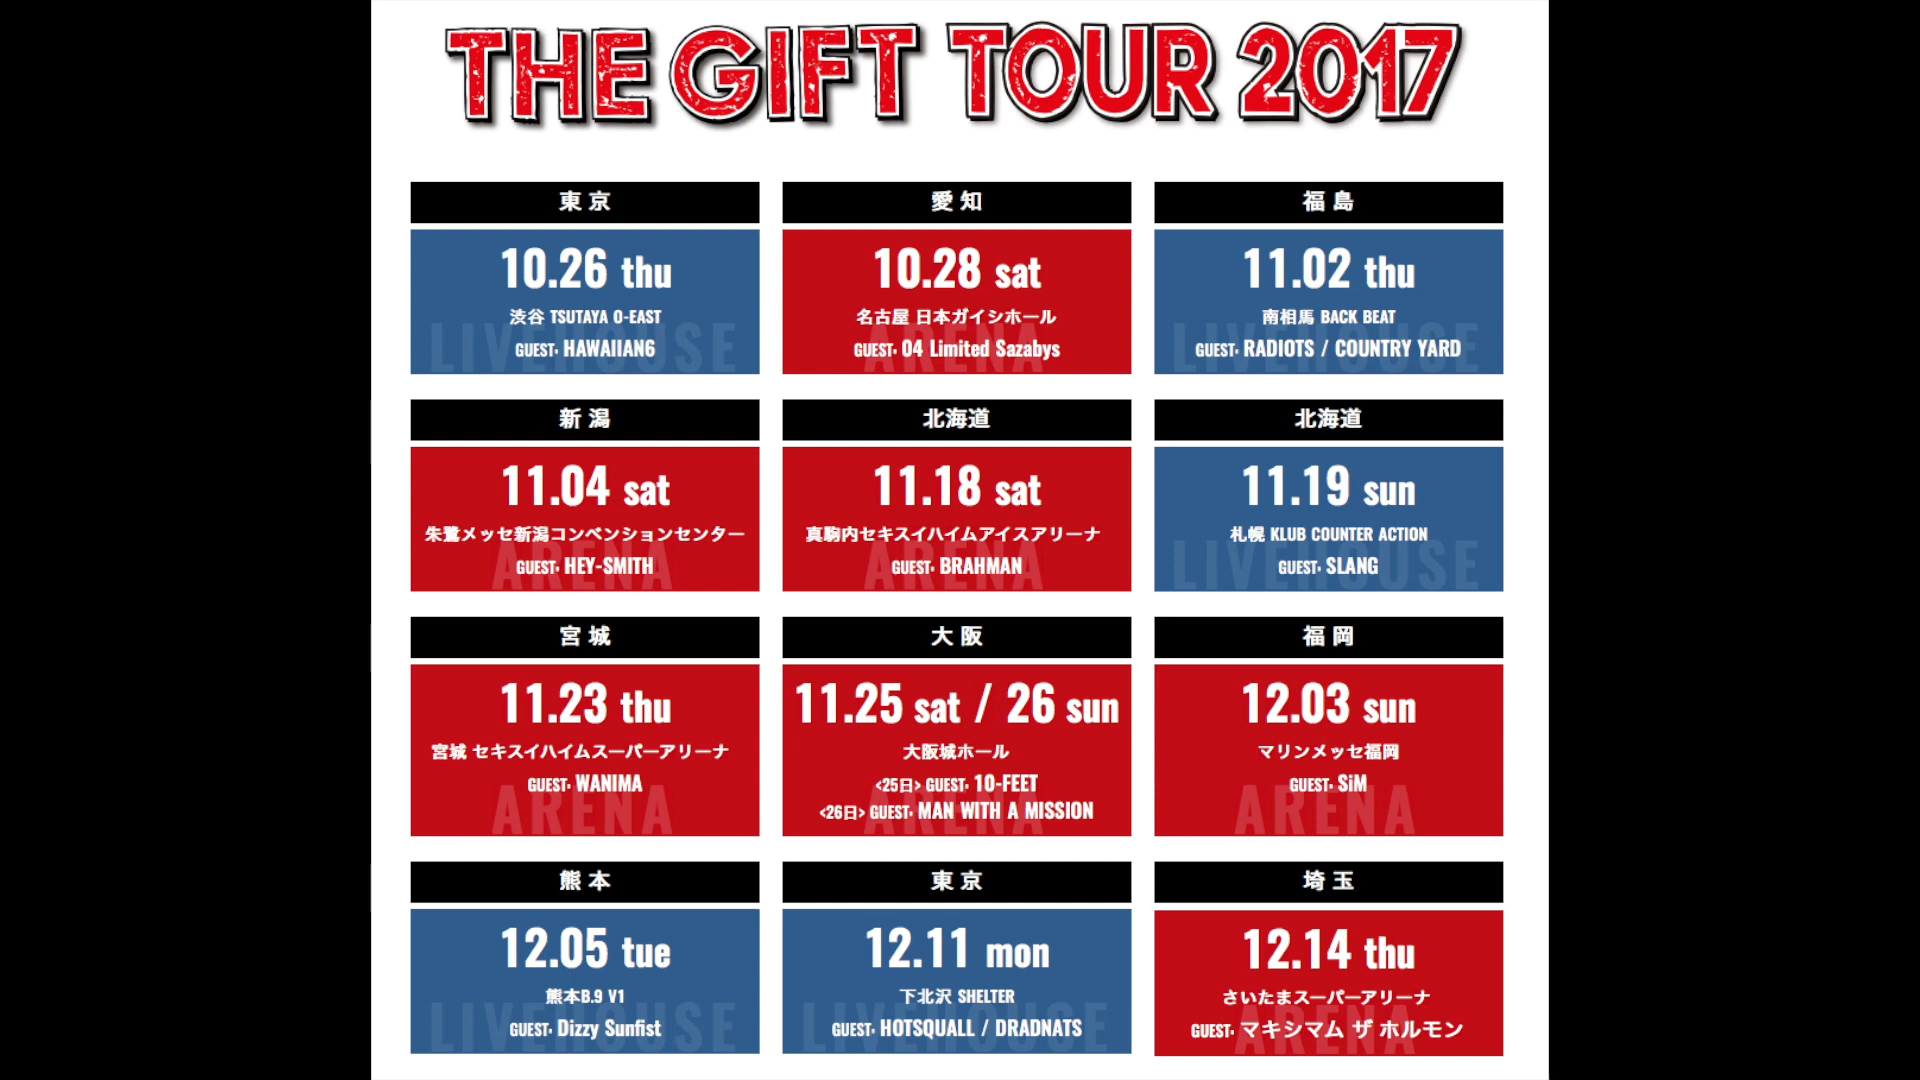 THE GIFT TOUR 2017
東京
10.26 thu
渋谷 TSUTAYA O-EAST
GUEST: HAWAIIAN6
LIVEHOUSE
愛知
10.28 sat
名古屋 日本ガイシホール
GUEST: 04 Limited Sazabys
ARENA
福島
11.02 thu
南相馬 BACK BEAT
GUEST: RADIOTS / COUNTRY YARD
LIVEHOUSE
新潟
11.04 sat
朱鷺メッセ新潟コンベンションセンター
GUEST: HEY-SMITH
ARENA
北海道
11.18 sat
真駒内セキスイハイムアイスアリーナ
GUEST: BRAHMAN
ARENA
北海道
11.19 sun
札幌 KLUB COUNTER ACTION
GUEST: SLANG
LIVEHOUSE
宮城
11.23 thu
宮城 セキスイハイムスーパーアリーナ
GUEST: WANIMA
ARENA
大阪
11.25 sat / 26 sun
大阪城ホール
<25日> GUEST: 10-FEET
<26日> GUEST: MAN WITH A MISSION
ARENA
福岡
12.03 sun
マリンメッセ福岡
GUEST: SiM
ARENA
熊本
12.05 tue
熊本B.9 V1
GUEST: Dizzy Sunfist
LIVEHOUSE
東京
12.11 mon
下北沢 SHELTER
GUEST: HOTSQUALL / DRADNATS
LIVEHOUSE
埼玉
12.14 thu
さいたまスーパーアリーナ
GUEST: マキシマム ザ ホルモン
ARENA